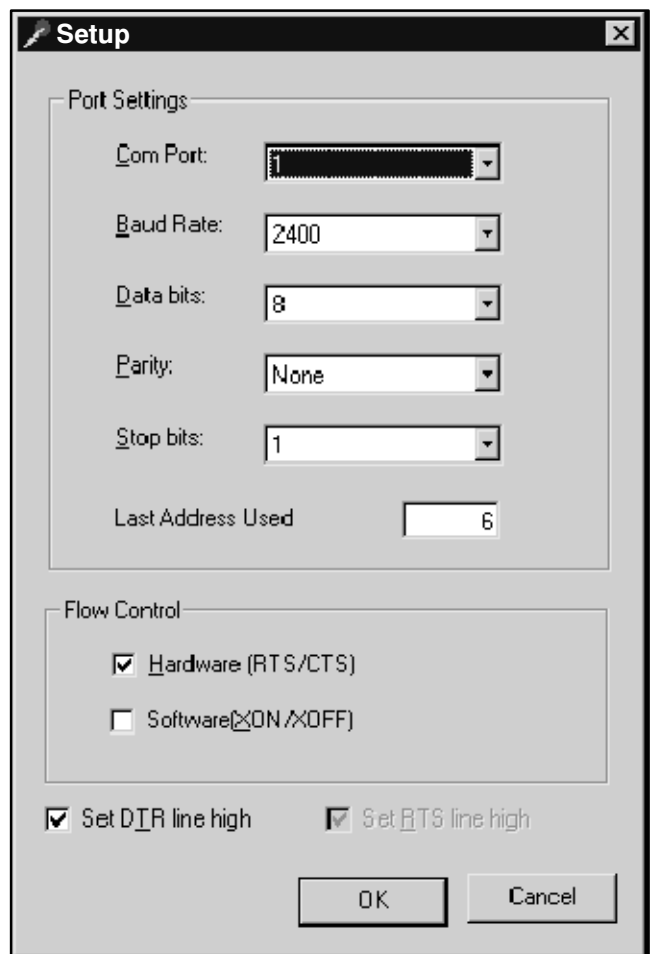 Setup
Port Settings
Com Port: 1
Baud Rate: 2400
Data bits: 8
Parity: None
Stop bits: 1
Last Address Used 6
Flow Control
Hardware (RTS/CTS)
Software(XON/XOFF)
Set DTR line high Set RTS line high
OK Cancel